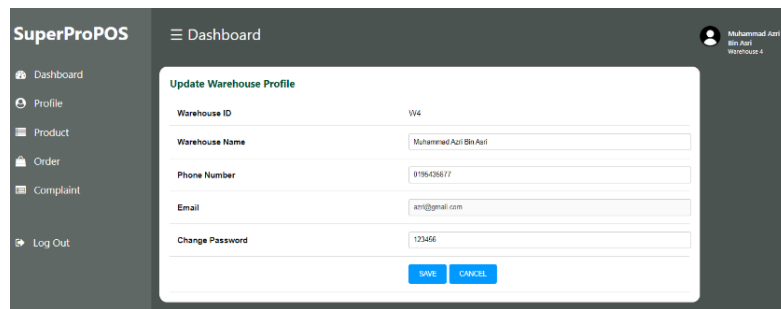 SuperProPOS
☰ Dashboard
Muhammad Azri
Bin Asri
Warehouse 4
Dashboard
Profile
Product
Order
Complaint
Log Out
Update Warehouse Profile
Warehouse ID W4
Warehouse Name Muhammad Azri Bin Asri
Phone Number 0195435677
Email azri@gmail.com
Change Password 123456
SAVE CANCEL